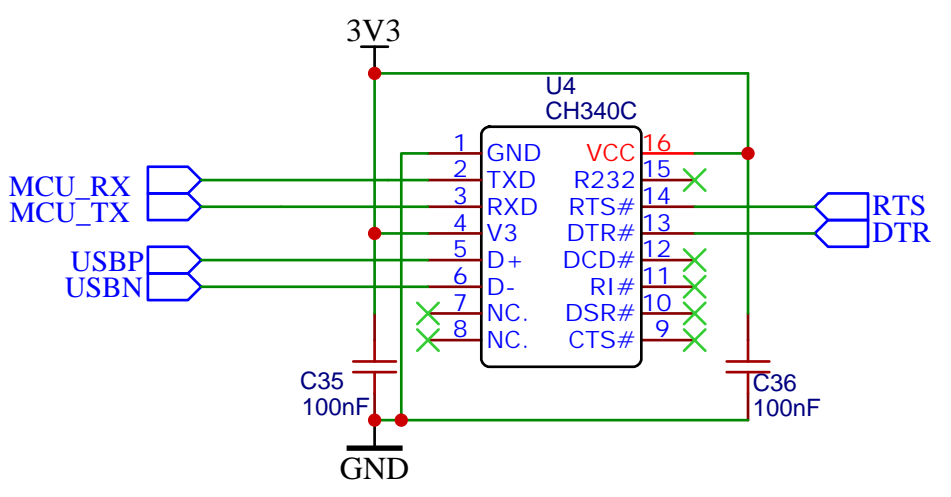 3V3
U4
CH340C
1 GND VCC 16
MCU_RX 2 TXD R232 15
MCU_TX 3 RXD RTS# 14 RTS
4 V3 DTR# 13 DTR
USBP 5 D+ DCD# 12
USBN 6 D- RI# 11
7 NC. DSR# 10
8 NC. CTS# 9
C35 C36
100nF 100nF
GND